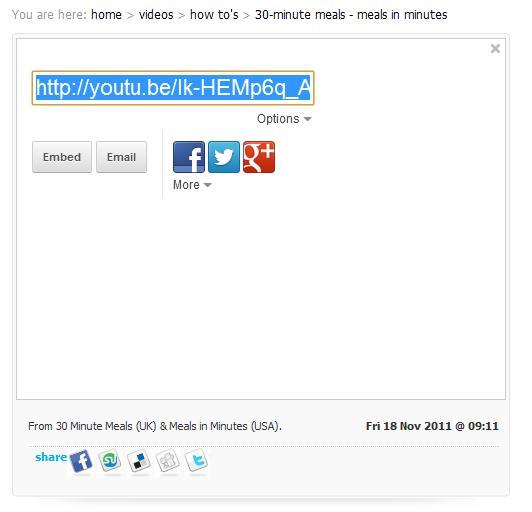 You are here: home > videos > how to's > 30-minute meals - meals in minutes
http://youtu.be/Ik-HEMp6q_A
Options
Embed Email
More
From 30 Minute Meals (UK) & Meals in Minutes (USA). Fri 18 Nov 2011 @ 09:11
share